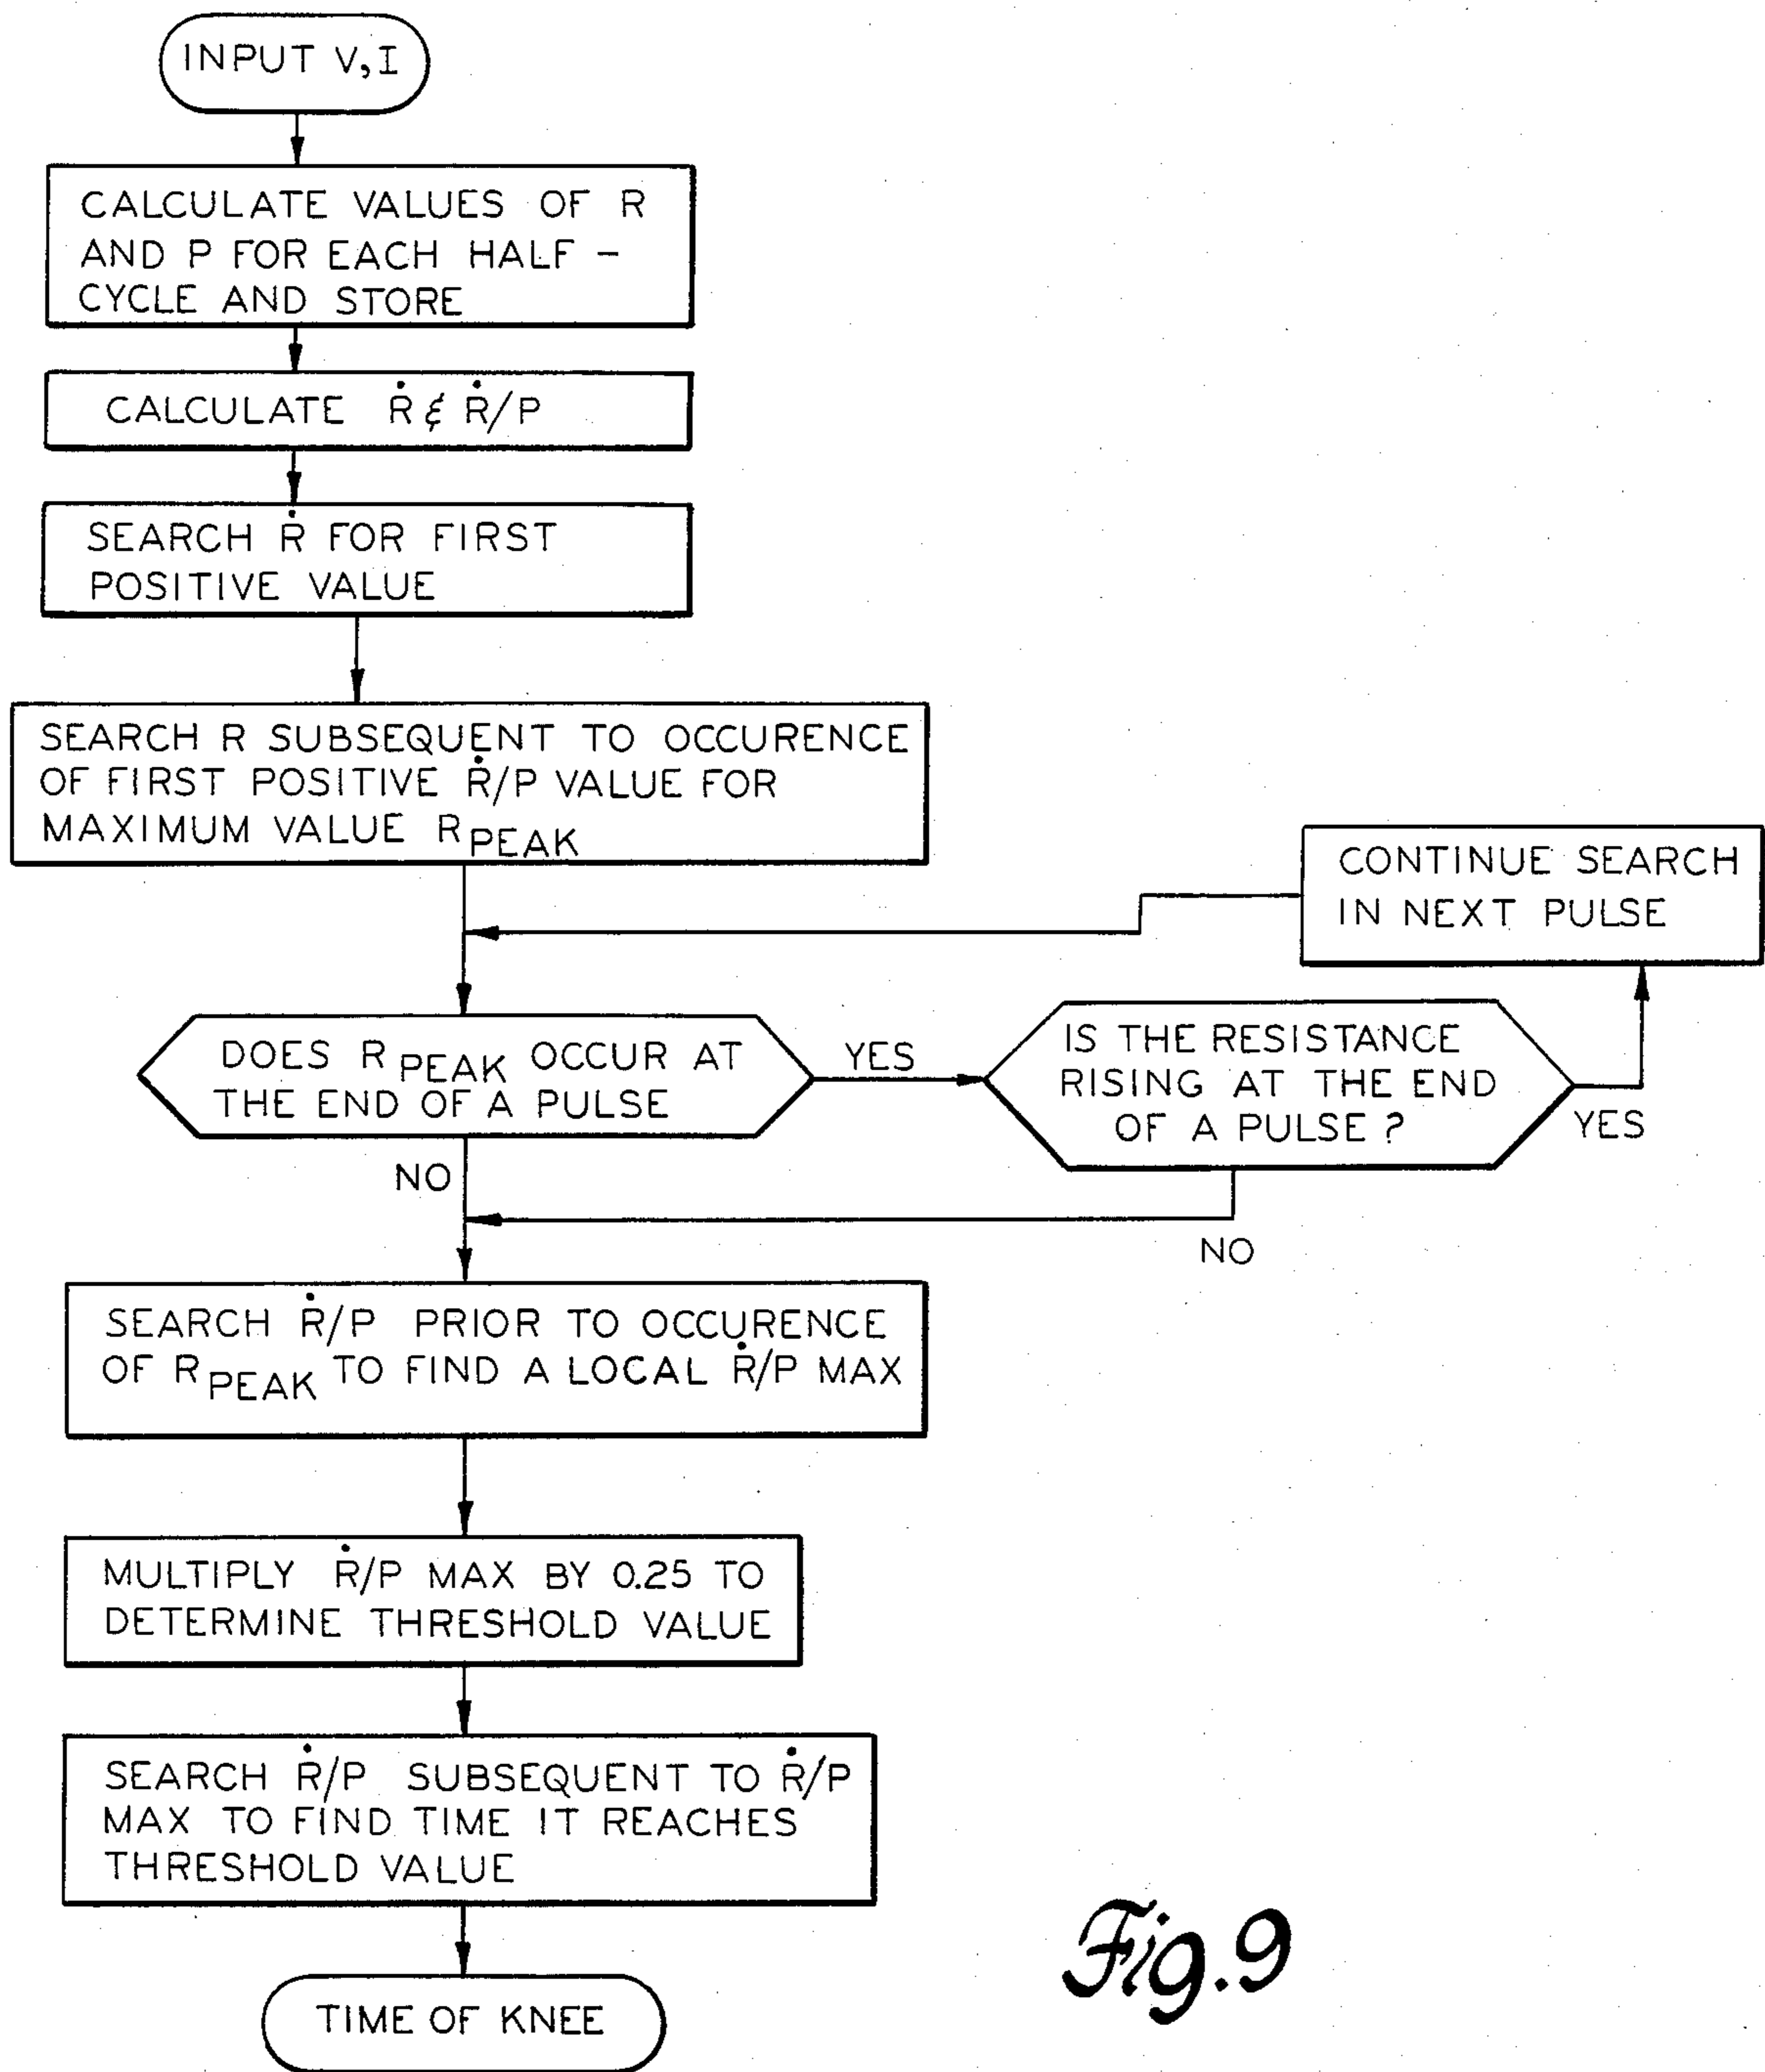 INPUT V, I
CALCULATE VALUES OF R
AND P FOR EACH HALF -
CYCLE AND STORE
CALCULATE Ṙ & Ṙ/P
SEARCH Ṙ FOR FIRST
POSITIVE VALUE
SEARCH R SUBSEQUENT TO OCCURENCE
OF FIRST POSITIVE Ṙ/P VALUE FOR
MAXIMUM VALUE R PEAK
CONTINUE SEARCH
IN NEXT PULSE
DOES R PEAK OCCUR AT
THE END OF A PULSE
YES
IS THE RESISTANCE
RISING AT THE END
OF A PULSE ?
YES
NO
NO
SEARCH Ṙ/P PRIOR TO OCCURENCE
OF R PEAK TO FIND A LOCAL Ṙ/P MAX
MULTIPLY Ṙ/P MAX BY 0.25 TO
DETERMINE THRESHOLD VALUE
SEARCH Ṙ/P SUBSEQUENT TO Ṙ/P
MAX TO FIND TIME IT REACHES
THRESHOLD VALUE
TIME OF KNEE
Fig. 9